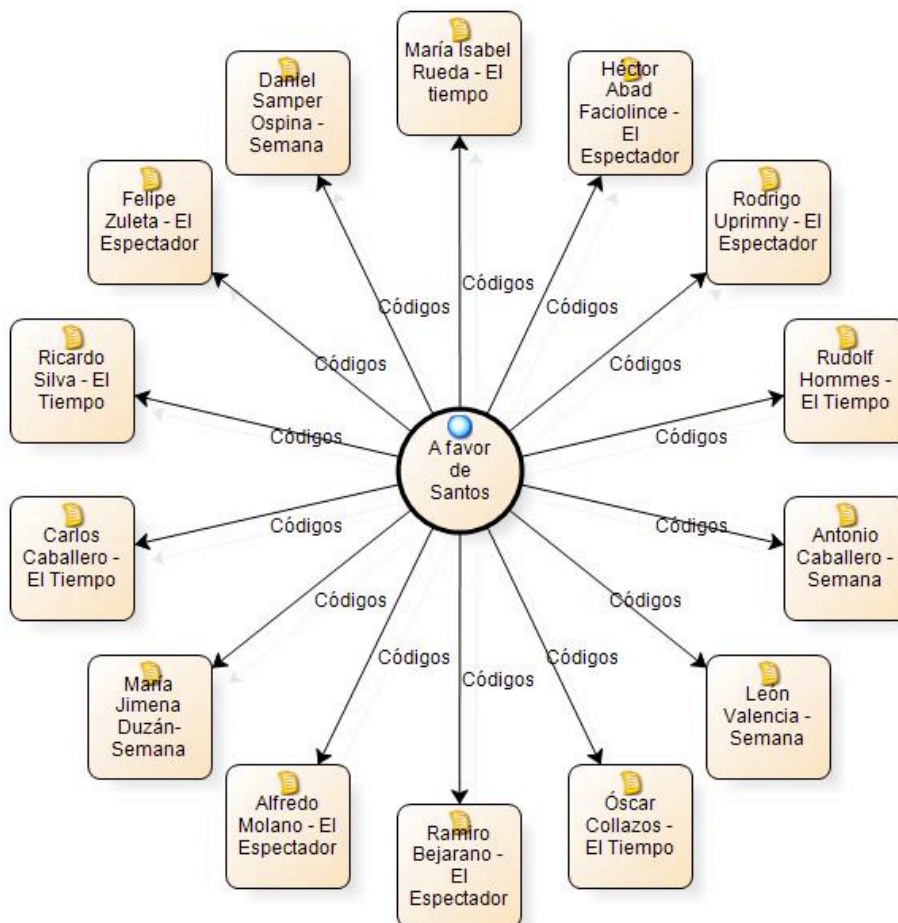 María Isabel
Rueda - El
tiempo
Héctor
Abad
Faciolince -
El
Espectador
Daniel
Samper
Ospina -
Semana
Rodrigo
Uprimny - El
Espectador
Felipe
Zuleta - El
Espectador
Códigos
Códigos
Códigos
Rudolf
Hommes -
El Tiempo
Ricardo
Silva - El
Tiempo
Códigos
Códigos
Códigos
Códigos
A favor
de
Santos
Antonio
Caballero -
Semana
Carlos
Caballero -
El Tiempo
Códigos
Códigos
Códigos
Códigos
Códigos
Códigos
Códigos
María
Jimena
Duzán-
Semana
León
Valencia -
Semana
Alfredo
Molano - El
Espectador
Óscar
Collazos -
El Tiempo
Ramiro
Bejarano -
El
Espectador